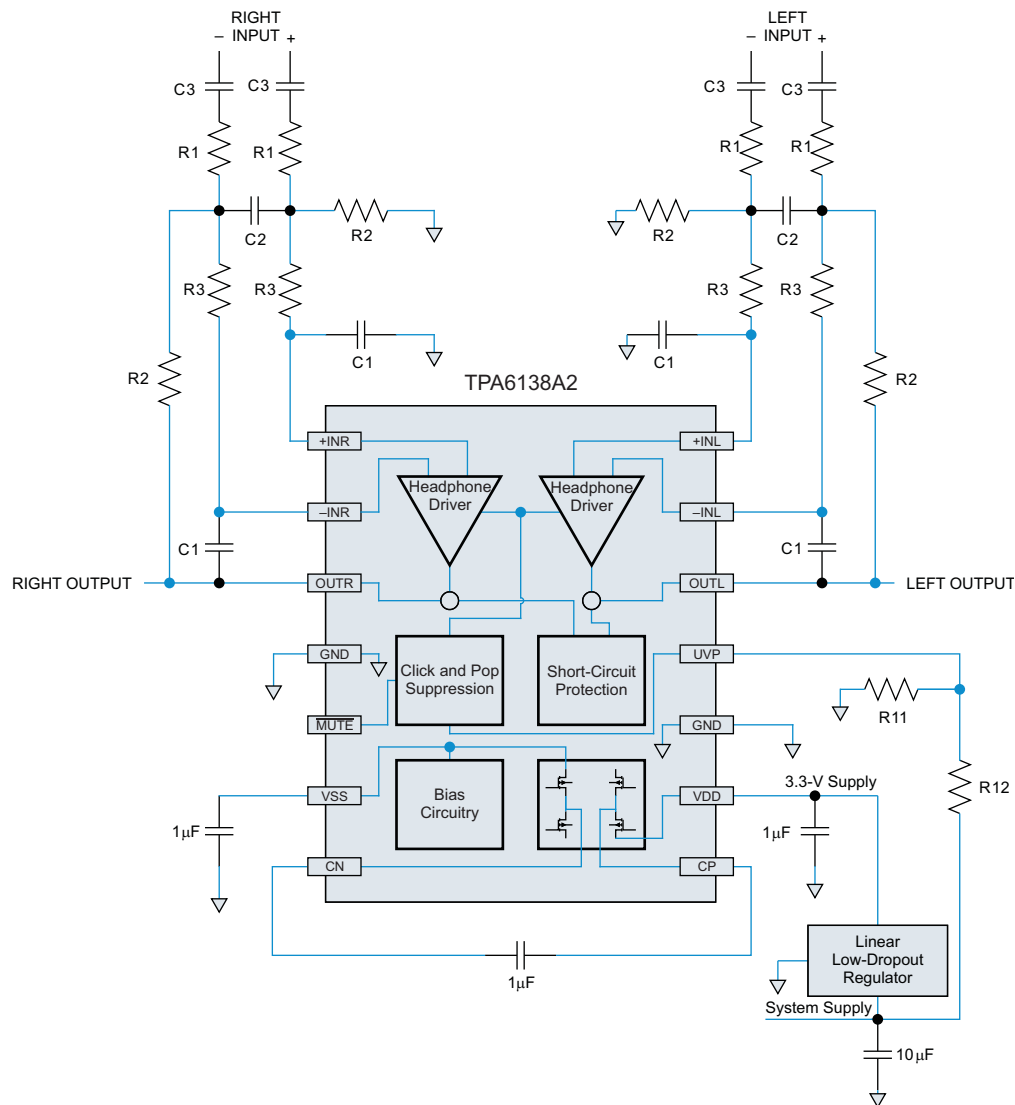 RIGHT
INPUT
– +
LEFT
INPUT
– +
C3
C3
C3
C3
R1
R1
R1
R1
C2
R2
R2
C2
R3
R3
R3
R3
C1
C1
R2
R2
TPA6138A2
+INR
+INL
Headphone
Driver
Headphone
Driver
–INR
–INL
C1
C1
RIGHT OUTPUT
OUTR
OUTL
LEFT OUTPUT
GND
Click and Pop
Suppression
Short-Circuit
Protection
UVP
R11
MUTE
GND
R12
VSS
Bias
Circuitry
VDD
3.3-V Supply
1μF
1μF
CN
CP
1μF
Linear
Low-Dropout
Regulator
System Supply
10μF